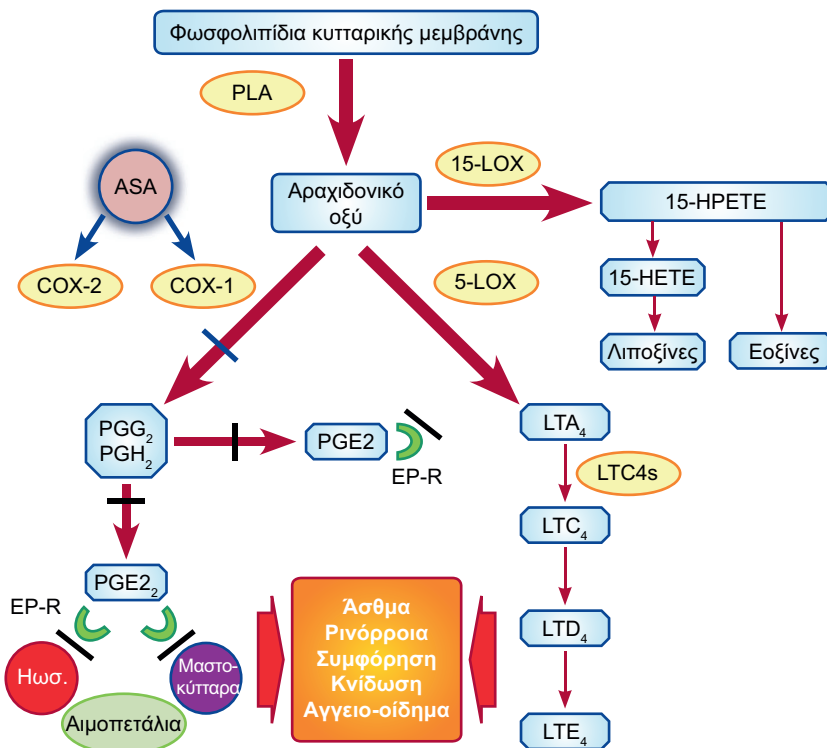 Φωσφολιπίδια κυτταρικής μεμβράνης
PLA
ASA
COX-2
COX-1
Αραχιδονικό
οξύ
15-LOX
15-HPETE
15-HETE
Λιποξίνες
Εοξίνες
5-LOX
PGG₂
PGH₂
PGE2
EP-R
LTA₄
LTC4s
LTC₄
LTD₄
LTE₄
PGE2₂
EP-R
Ηωσ.
Μαστο-
κύτταρα
Αιμοπετάλια
Άσθμα
Ρινόρροια
Συμφόρηση
Κνίδωση
Αγγειο-οίδημα